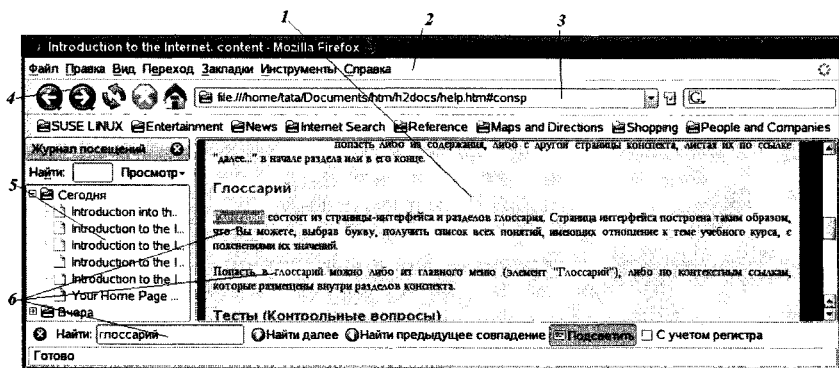 1
2
3
Introduction to the Internet. content - Mozilla Firefox
Файл Правка Вид Переход Закладки Инструменты Справка
4
file:///home/tata/Documents/htm/h2docs/help.htm#consp
G.
SUSE LINUX Entertainment News Internet Search Reference Maps and Directions Shopping People and Companies
Журнал посещений
попасть либо из содержания, либо с другой страницы конспекта, листая их по ссылке
"далее..." в начале раздела или в его конце.
Найти: Просмотр
5
Сегодня
Глоссарий
Introduction into th..
Глоссарий состоит из страницы-интерфейса и разделов глоссария. Страница интерфейса построена таким образом,
Introduction to the I..
что Вы можете, выбрав букву, получить список всех понятий, имеющих отношение к теме учебного курса, с
Introduction to the I..
пояснениями их значений.
Introduction to the I..
Introduction to the I..
Попасть в глоссарий можно либо из главного меню (элемент "Глоссарий"), либо по контекстным ссылкам,
6
Your Home Page ...
которые размещены внутри разделов конспекта.
Вчера
Тесты (Контрольные вопросы)
Найти: глоссарий Найти далее Найти предыдущее совпадение Подсветить С учетом регистра
Готово